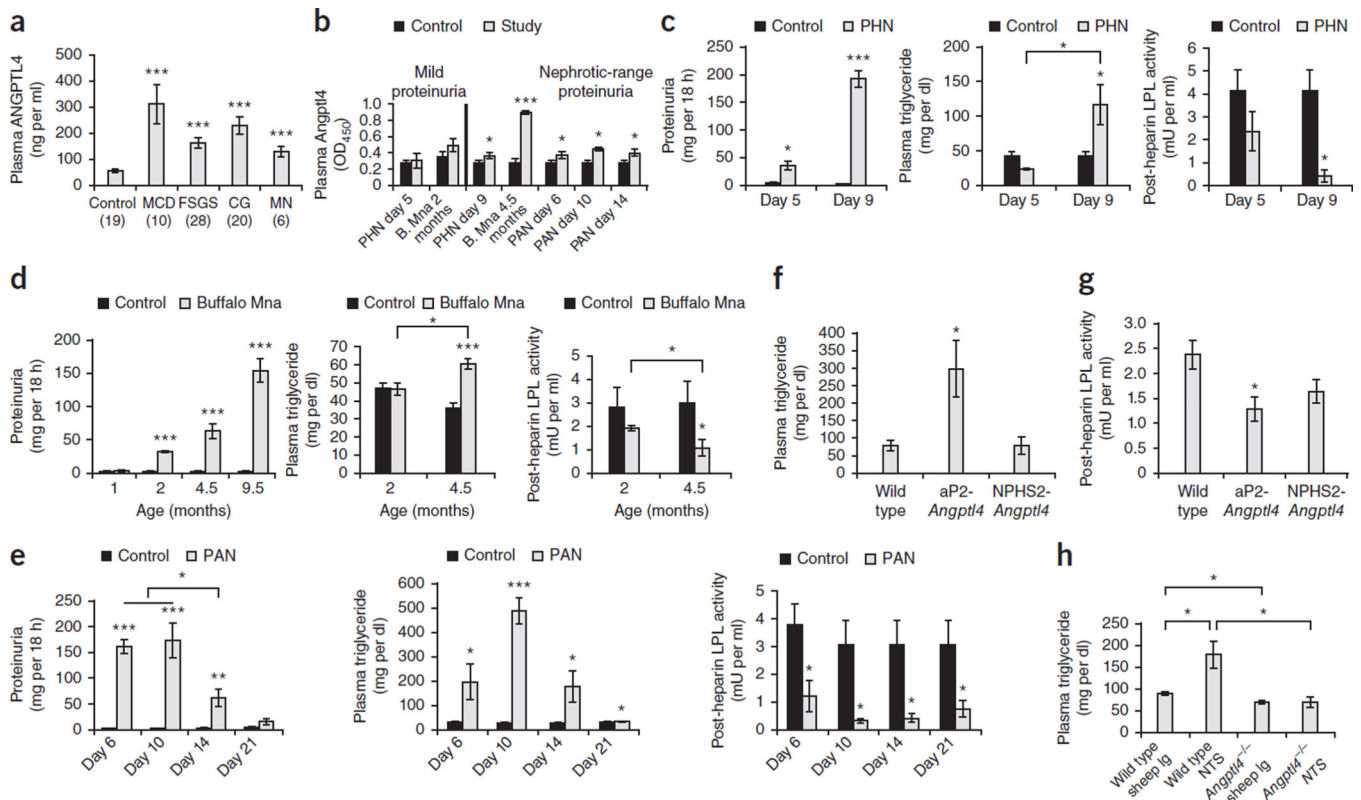 a
Plasma ANGPTL4
(ng per ml)
500
400
300
200
100
0
***
***
***
***
Control
(19)
MCD
(10)
FSGS
(28)
CG
(20)
MN
(6)
b
Control
Study
Mild
proteinuria
Nephrotic-range
proteinuria
Plasma Angptl4
(OD450)
1.0
0.8
0.6
0.4
0.2
*
***
*
*
*
PHN day 5
B. Mna 2
months
PHN day 9
B. Mna 4.5
months
PAN day 6
PAN day 10
PAN day 14
c
Control
PHN
Proteinuria
(mg per 18 h)
250
200
150
100
50
0
*
***
Day 5
Day 9
Control
PHN
Plasma triglyceride
(mg per dl)
200
150
100
50
0
*
*
Day 5
Day 9
Control
PHN
Post-heparin LPL activity
(mU per ml)
6
5
4
3
2
1
0
*
Day 5
Day 9
d
Control
Buffalo Mna
Proteinuria
(mg per 18 h)
200
150
100
50
0
***
***
***
1
2
4.5
9.5
Age (months)
Control
Buffalo Mna
Plasma triglyceride
(mg per dl)
70
60
50
40
30
20
10
0
*
***
2
4.5
Age (months)
Control
Buffalo Mna
Post-heparin LPL activity
(mU per ml)
5
4
3
2
1
0
*
*
2
4.5
Age (months)
f
Plasma triglyceride
(mg per dl)
400
350
300
250
200
150
100
50
0
*
Wild
type
aP2-
Angptl4
NPHS2-
Angptl4
g
Post-heparin LPL activity
(mU per ml)
3.0
2.5
2.0
1.5
1.0
0.5
0
*
Wild
type
aP2-
Angptl4
NPHS2-
Angptl4
e
Control
PAN
Proteinuria
(mg per 18 h)
250
200
150
100
50
0
*
***
***
**
Day 6
Day 10
Day 14
Day 21
Control
PAN
Plasma triglyceride
(mg per dl)
600
500
400
300
200
100
0
*
***
*
*
Day 6
Day 10
Day 14
Day 21
Control
PAN
Post-heparin LPL activity
(mU per ml)
5
4
3
2
1
0
*
*
*
*
Day 6
Day 10
Day 14
Day 21
h
Plasma triglyceride
(mg per dl)
250
200
150
100
50
0
*
*
*
Wild type
sheep Ig
Wild type
NTS
Angptl4–/–
sheep Ig
Angptl4–/–
NTS